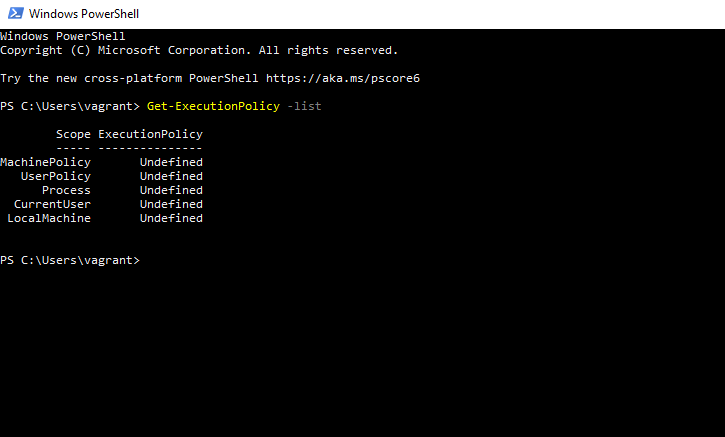 Windows PowerShell
Windows PowerShell
Copyright (C) Microsoft Corporation. All rights reserved.
Try the new cross-platform PowerShell https://aka.ms/pscore6
PS C:\Users\vagrant> Get-ExecutionPolicy -list
        Scope ExecutionPolicy
        ----- ---------------
MachinePolicy       Undefined
   UserPolicy       Undefined
      Process       Undefined
  CurrentUser       Undefined
 LocalMachine       Undefined
PS C:\Users\vagrant>